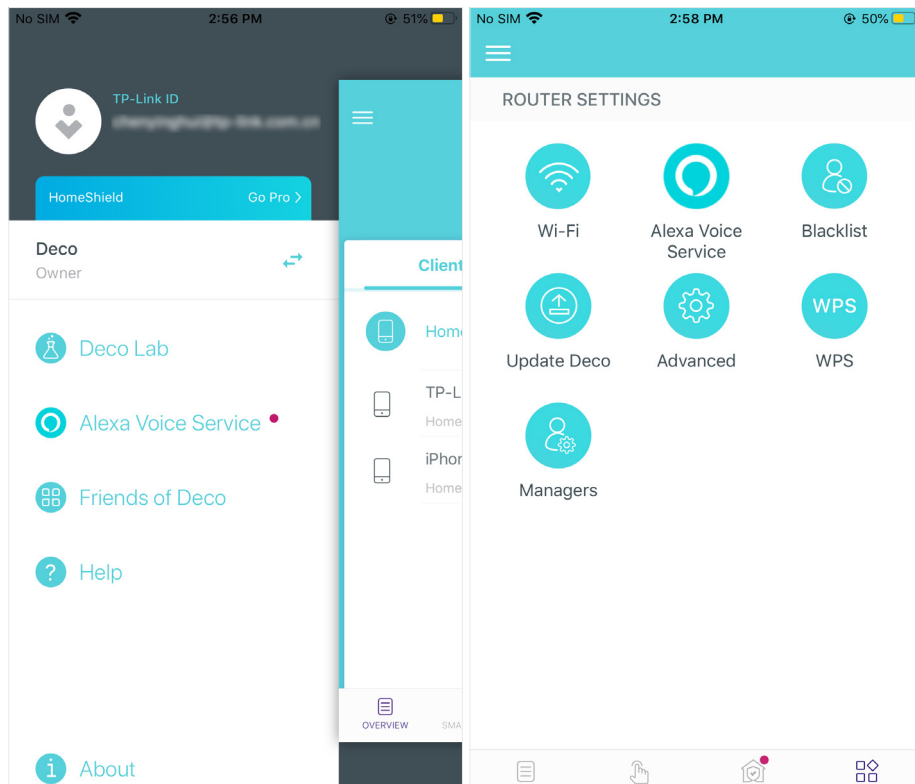 No SIM
2:56 PM
51%
TP-Link ID
HomeShield
Go Pro >
Deco
Owner
Deco Lab
Alexa Voice Service
Friends of Deco
? Help
i About
Client
Home
TP-L
Home
iPhon
Home
OVERVIEW
SMA
No SIM
2:58 PM
50%
ROUTER SETTINGS
Wi-Fi
Alexa Voice
Service
Blacklist
Update Deco
Advanced
WPS
WPS
Managers